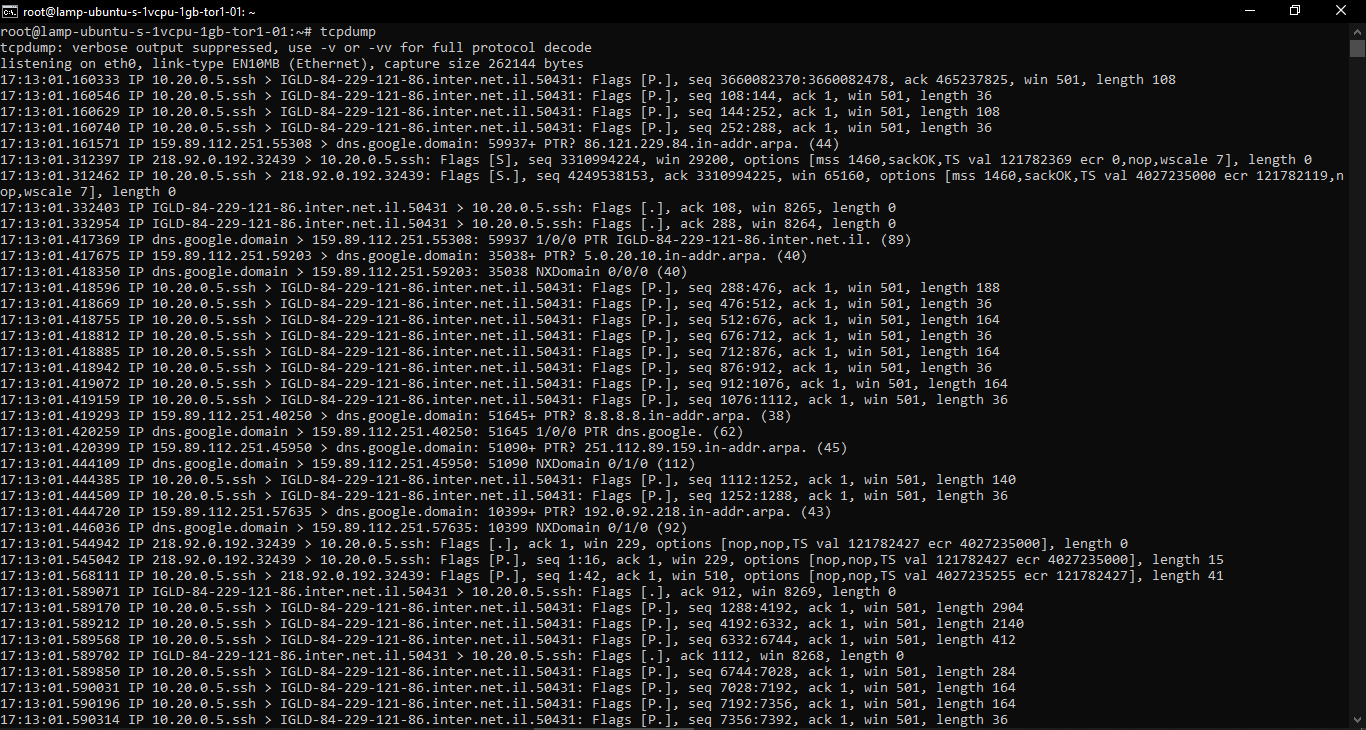 root@lamp-ubuntu-s-1vcpu-1gb-tor1-01: ~
root@lamp-ubuntu-s-1vcpu-1gb-tor1-01:~# tcpdump
tcpdump: verbose output suppressed, use -v or -vv for full protocol decode
listening on eth0, link-type EN10MB (Ethernet), capture size 262144 bytes
17:13:01.160333 IP 10.20.0.5.ssh > IGLD-84-229-121-86.inter.net.il.50431: Flags [P.], seq 3660082370:3660082478, ack 465237825, win 501, length 108
17:13:01.160546 IP 10.20.0.5.ssh > IGLD-84-229-121-86.inter.net.il.50431: Flags [P.], seq 108:144, ack 1, win 501, length 36
17:13:01.160629 IP 10.20.0.5.ssh > IGLD-84-229-121-86.inter.net.il.50431: Flags [P.], seq 144:252, ack 1, win 501, length 108
17:13:01.160740 IP 10.20.0.5.ssh > IGLD-84-229-121-86.inter.net.il.50431: Flags [P.], seq 252:288, ack 1, win 501, length 36
17:13:01.161571 IP 159.89.112.251.55308 > dns.google.domain: 59937+ PTR? 86.121.229.84.in-addr.arpa. (44)
17:13:01.312397 IP 218.92.0.192.32439 > 10.20.0.5.ssh: Flags [S], seq 3310994224, win 29200, options [mss 1460,sackOK,TS val 121782369 ecr 0,nop,wscale 7], length 0
17:13:01.312462 IP 10.20.0.5.ssh > 218.92.0.192.32439: Flags [S.], seq 4249538153, ack 3310994225, win 65160, options [mss 1460,sackOK,TS val 4027235000 ecr 121782119,n
op,wscale 7], length 0
17:13:01.332403 IP IGLD-84-229-121-86.inter.net.il.50431 > 10.20.0.5.ssh: Flags [.], ack 108, win 8265, length 0
17:13:01.332954 IP IGLD-84-229-121-86.inter.net.il.50431 > 10.20.0.5.ssh: Flags [.], ack 288, win 8264, length 0
17:13:01.417369 IP dns.google.domain > 159.89.112.251.55308: 59937 1/0/0 PTR IGLD-84-229-121-86.inter.net.il. (89)
17:13:01.417675 IP 159.89.112.251.59203 > dns.google.domain: 35038+ PTR? 5.0.20.10.in-addr.arpa. (40)
17:13:01.418350 IP dns.google.domain > 159.89.112.251.59203: 35038 NXDomain 0/0/0 (40)
17:13:01.418596 IP 10.20.0.5.ssh > IGLD-84-229-121-86.inter.net.il.50431: Flags [P.], seq 288:476, ack 1, win 501, length 188
17:13:01.418669 IP 10.20.0.5.ssh > IGLD-84-229-121-86.inter.net.il.50431: Flags [P.], seq 476:512, ack 1, win 501, length 36
17:13:01.418755 IP 10.20.0.5.ssh > IGLD-84-229-121-86.inter.net.il.50431: Flags [P.], seq 512:676, ack 1, win 501, length 164
17:13:01.418812 IP 10.20.0.5.ssh > IGLD-84-229-121-86.inter.net.il.50431: Flags [P.], seq 676:712, ack 1, win 501, length 36
17:13:01.418885 IP 10.20.0.5.ssh > IGLD-84-229-121-86.inter.net.il.50431: Flags [P.], seq 712:876, ack 1, win 501, length 164
17:13:01.418942 IP 10.20.0.5.ssh > IGLD-84-229-121-86.inter.net.il.50431: Flags [P.], seq 876:912, ack 1, win 501, length 36
17:13:01.419072 IP 10.20.0.5.ssh > IGLD-84-229-121-86.inter.net.il.50431: Flags [P.], seq 912:1076, ack 1, win 501, length 164
17:13:01.419159 IP 10.20.0.5.ssh > IGLD-84-229-121-86.inter.net.il.50431: Flags [P.], seq 1076:1112, ack 1, win 501, length 36
17:13:01.419293 IP 159.89.112.251.40250 > dns.google.domain: 51645+ PTR? 8.8.8.8.in-addr.arpa. (38)
17:13:01.420259 IP dns.google.domain > 159.89.112.251.40250: 51645 1/0/0 PTR dns.google. (62)
17:13:01.420399 IP 159.89.112.251.45950 > dns.google.domain: 51090+ PTR? 251.112.89.159.in-addr.arpa. (45)
17:13:01.444109 IP dns.google.domain > 159.89.112.251.45950: 51090 NXDomain 0/1/0 (112)
17:13:01.444385 IP 10.20.0.5.ssh > IGLD-84-229-121-86.inter.net.il.50431: Flags [P.], seq 1112:1252, ack 1, win 501, length 140
17:13:01.444509 IP 10.20.0.5.ssh > IGLD-84-229-121-86.inter.net.il.50431: Flags [P.], seq 1252:1288, ack 1, win 501, length 36
17:13:01.444720 IP 159.89.112.251.57635 > dns.google.domain: 10399+ PTR? 192.0.92.218.in-addr.arpa. (43)
17:13:01.446036 IP dns.google.domain > 159.89.112.251.57635: 10399 NXDomain 0/1/0 (92)
17:13:01.544942 IP 218.92.0.192.32439 > 10.20.0.5.ssh: Flags [.], ack 1, win 229, options [nop,nop,TS val 121782427 ecr 4027235000], length 0
17:13:01.545042 IP 218.92.0.192.32439 > 10.20.0.5.ssh: Flags [P.], seq 1:16, ack 1, win 229, options [nop,nop,TS val 121782427 ecr 4027235000], length 15
17:13:01.568111 IP 10.20.0.5.ssh > 218.92.0.192.32439: Flags [P.], seq 1:42, ack 1, win 510, options [nop,nop,TS val 4027235255 ecr 121782427], length 41
17:13:01.589071 IP IGLD-84-229-121-86.inter.net.il.50431 > 10.20.0.5.ssh: Flags [.], ack 912, win 8269, length 0
17:13:01.589170 IP 10.20.0.5.ssh > IGLD-84-229-121-86.inter.net.il.50431: Flags [P.], seq 1288:4192, ack 1, win 501, length 2904
17:13:01.589212 IP 10.20.0.5.ssh > IGLD-84-229-121-86.inter.net.il.50431: Flags [P.], seq 4192:6332, ack 1, win 501, length 2140
17:13:01.589568 IP 10.20.0.5.ssh > IGLD-84-229-121-86.inter.net.il.50431: Flags [P.], seq 6332:6744, ack 1, win 501, length 412
17:13:01.589702 IP IGLD-84-229-121-86.inter.net.il.50431 > 10.20.0.5.ssh: Flags [.], ack 1112, win 8268, length 0
17:13:01.589850 IP 10.20.0.5.ssh > IGLD-84-229-121-86.inter.net.il.50431: Flags [P.], seq 6744:7028, ack 1, win 501, length 284
17:13:01.590031 IP 10.20.0.5.ssh > IGLD-84-229-121-86.inter.net.il.50431: Flags [P.], seq 7028:7192, ack 1, win 501, length 164
17:13:01.590196 IP 10.20.0.5.ssh > IGLD-84-229-121-86.inter.net.il.50431: Flags [P.], seq 7192:7356, ack 1, win 501, length 164
17:13:01.590314 IP 10.20.0.5.ssh > IGLD-84-229-121-86.inter.net.il.50431: Flags [P.], seq 7356:7392, ack 1, win 501, length 36